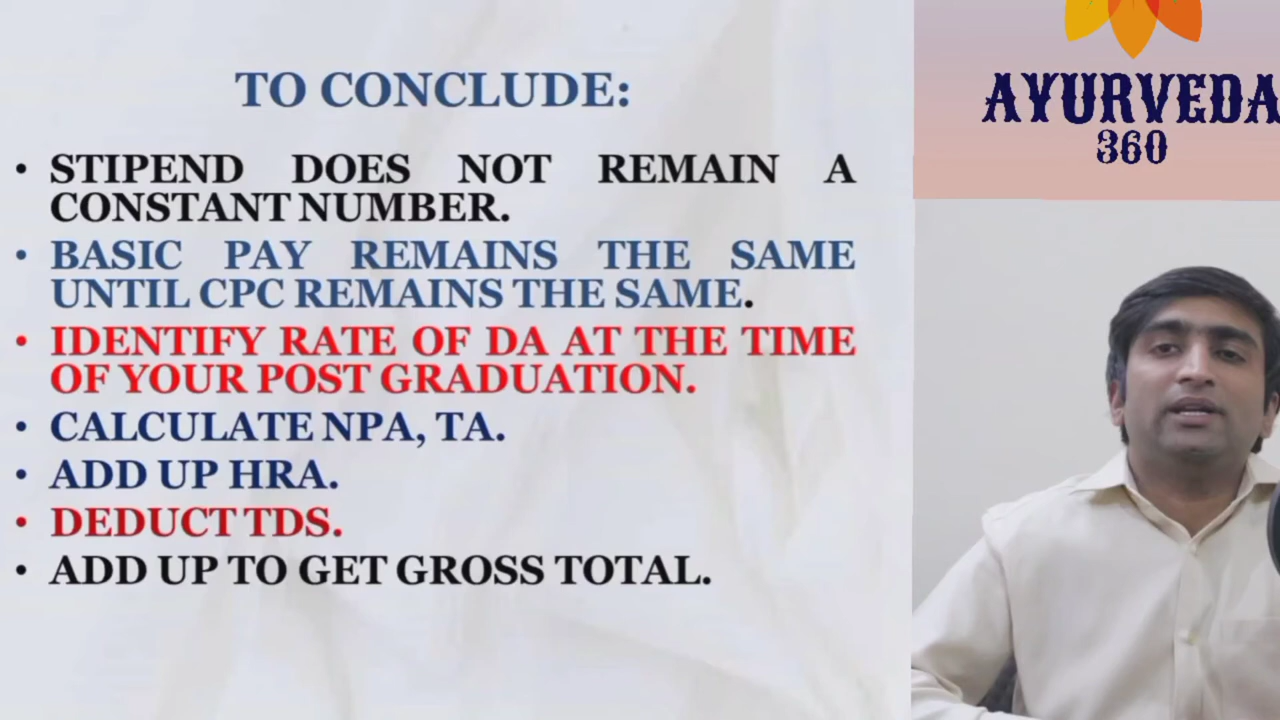 TO CONCLUDE:
• STIPEND DOES NOT REMAIN A
CONSTANT NUMBER.
• BASIC PAY REMAINS THE SAME
UNTIL CPC REMAINS THE SAME.
• IDENTIFY RATE OF DA AT THE TIME
OF YOUR POST GRADUATION.
• CALCULATE NPA, TA.
• ADD UP HRA.
• DEDUCT TDS.
• ADD UP TO GET GROSS TOTAL.
AYURVEDA
360